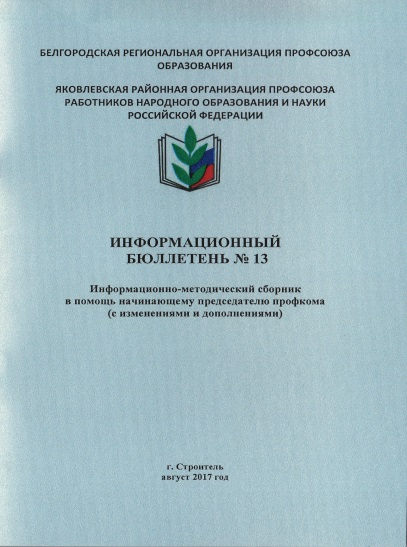 БЕЛГОРОДСКАЯ РЕГИОНАЛЬНАЯ ОРГАНИЗАЦИЯ ПРОФСОЮЗА
ОБРАЗОВАНИЯ
ЯКОВЛЕВСКАЯ РАЙОННАЯ ОРГАНИЗАЦИЯ ПРОФСОЮЗА
РАБОТНИКОВ НАРОДНОГО ОБРАЗОВАНИЯ И НАУКИ
РОССИЙСКОЙ ФЕДЕРАЦИИ
ИНФОРМАЦИОННЫЙ
БЮЛЛЕТЕНЬ № 13
Информационно-методический сборник
в помощь начинающему председателю профкома
(с изменениями и дополнениями)
г. Строитель
август 2017 год